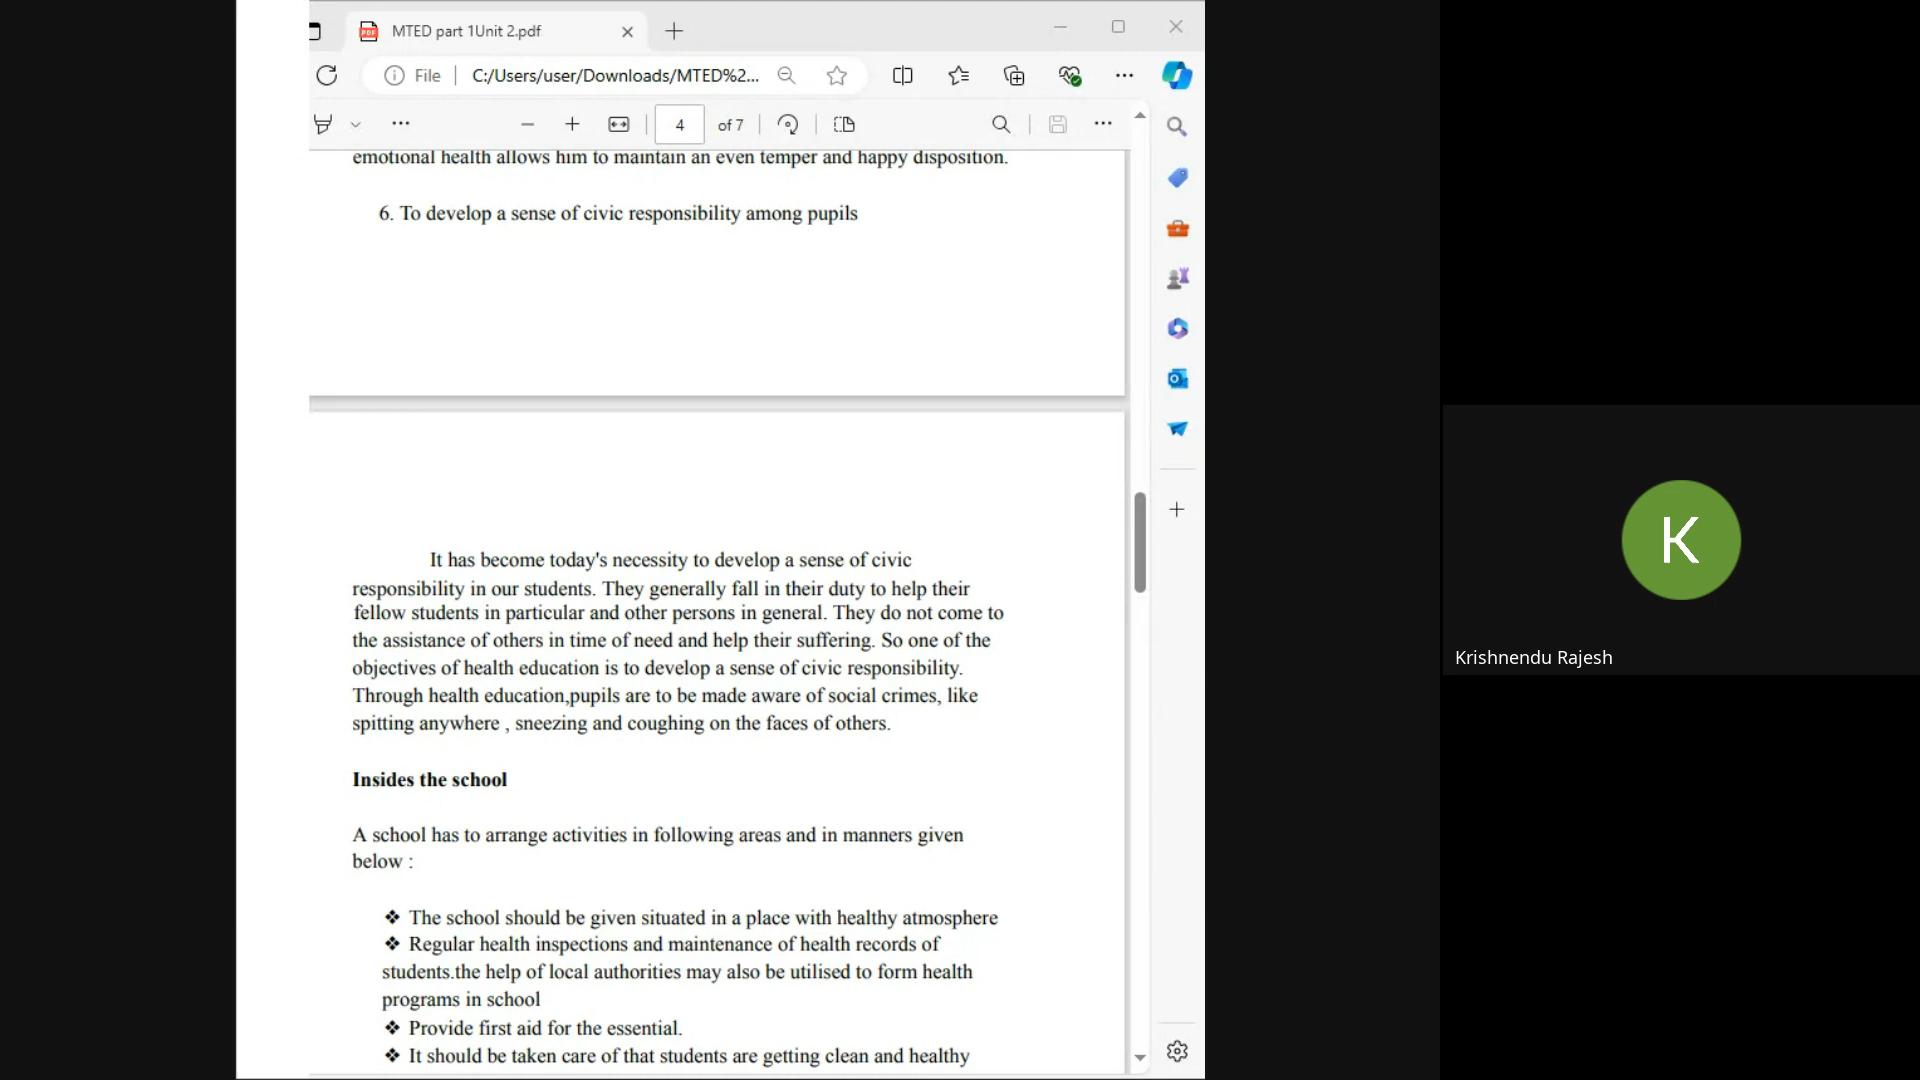 MTED part 1Unit 2.pdf
File
C:/Users/user/Downloads/MTED%2...
4 of 7
emotional health allows him to maintain an even temper and happy disposition.
6. To develop a sense of civic responsibility among pupils
It has become today's necessity to develop a sense of civic
responsibility in our students. They generally fall in their duty to help their
fellow students in particular and other persons in general. They do not come to
the assistance of others in time of need and help their suffering. So one of the
objectives of health education is to develop a sense of civic responsibility.
Through health education,pupils are to be made aware of social crimes, like
spitting anywhere , sneezing and coughing on the faces of others.
Insides the school
A school has to arrange activities in following areas and in manners given
below :
❖ The school should be given situated in a place with healthy atmosphere
❖ Regular health inspections and maintenance of health records of
students.the help of local authorities may also be utilised to form health
programs in school
❖ Provide first aid for the essential.
❖ It should be taken care of that students are getting clean and healthy
K
Krishnendu Rajesh